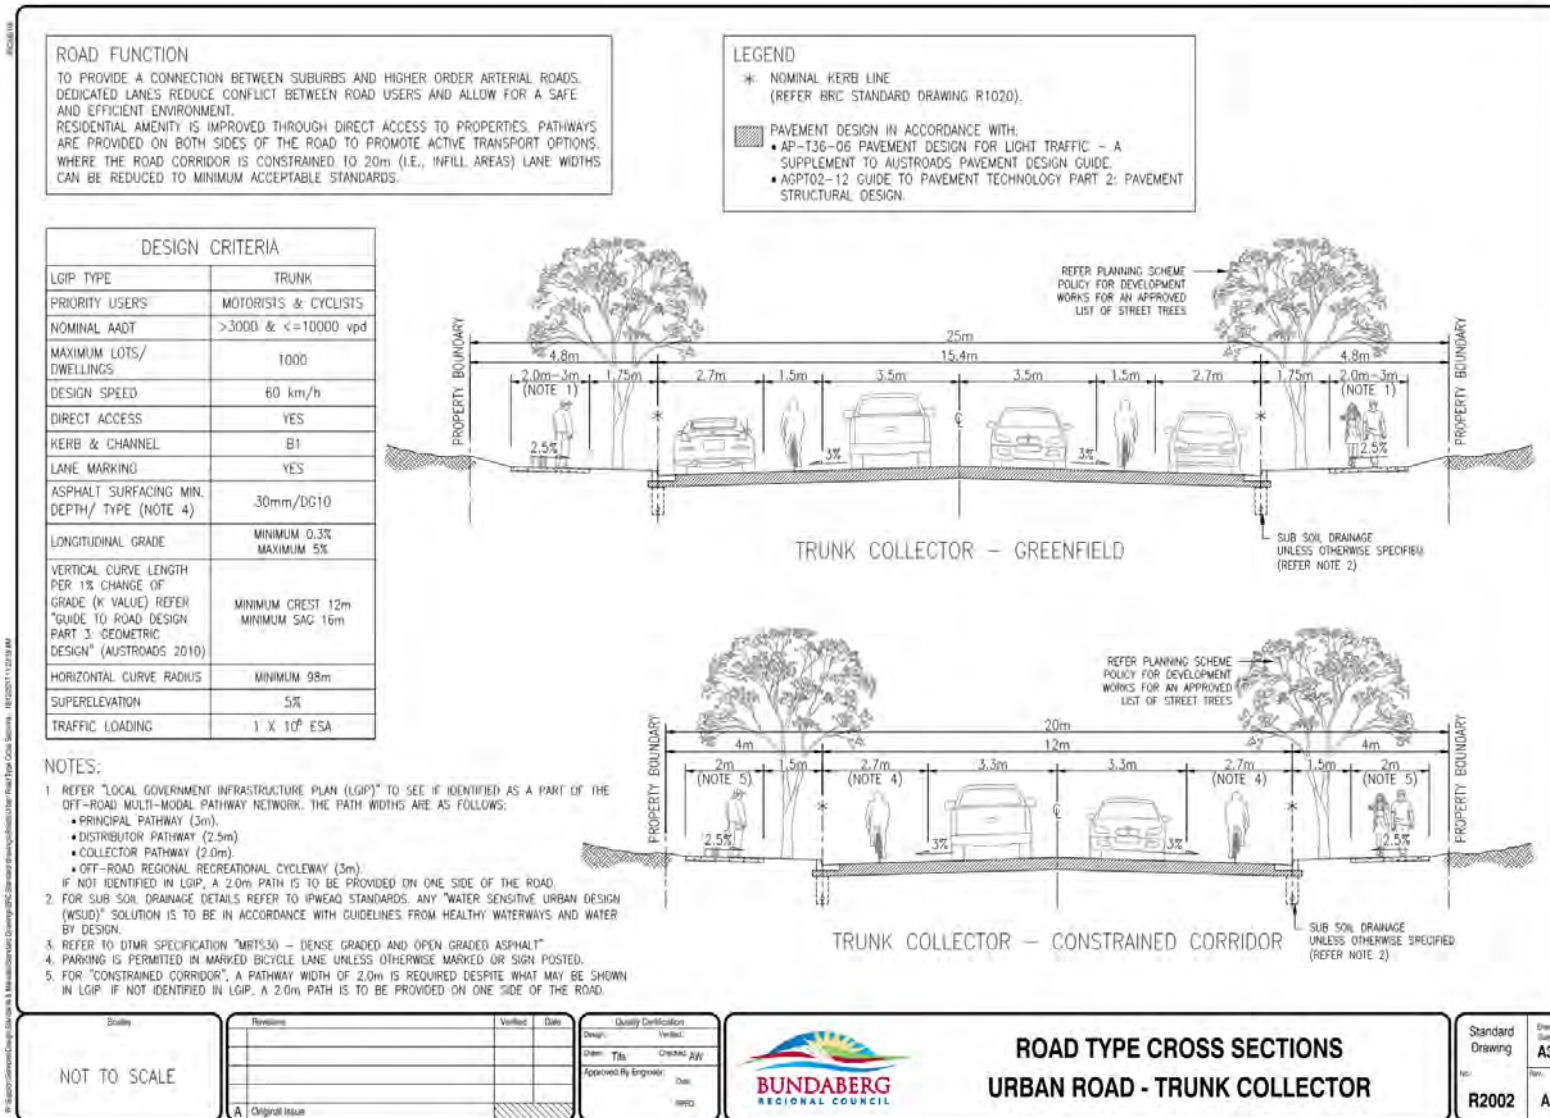 ROAD FUNCTION
TO PROVIDE A CONNECTION BETWEEN SUBURBS AND HIGHER ORDER ARTERIAL ROADS.
DEDICATED LANES REDUCE CONFLICT BETWEEN ROAD USERS AND ALLOW FOR A SAFE
AND EFFICIENT ENVIRONMENT.
RESIDENTIAL AMENITY IS IMPROVED THROUGH DIRECT ACCESS TO PROPERTIES. PATHWAYS
ARE PROVIDED ON BOTH SIDES OF THE ROAD TO PROMOTE ACTIVE TRANSPORT OPTIONS.
WHERE THE ROAD CORRIDOR IS CONSTRAINED TO 20m (I.E., INFILL AREAS) LANE WIDTHS
CAN BE REDUCED TO MINIMUM ACCEPTABLE STANDARDS.
LEGEND
* NOMINAL KERB LINE
(REFER BRC STANDARD DRAWING R1020).
PAVEMENT DESIGN IN ACCORDANCE WITH:
• AP-T36-06 PAVEMENT DESIGN FOR LIGHT TRAFFIC - A
SUPPLEMENT TO AUSTROADS PAVEMENT DESIGN GUIDE.
• AGPT02-12 GUIDE TO PAVEMENT TECHNOLOGY PART 2: PAVEMENT
STRUCTURAL DESIGN.
DESIGN CRITERIA
LGIP TYPE TRUNK
PRIORITY USERS MOTORISTS & CYCLISTS
NOMINAL AADT >3000 & <=10000 vpd
MAXIMUM LOTS/
DWELLINGS 1000
DESIGN SPEED 60 km/h
DIRECT ACCESS YES
KERB & CHANNEL B1
LANE MARKING YES
ASPHALT SURFACING MIN.
DEPTH/ TYPE (NOTE 4) 30mm/DG10
LONGITUDINAL GRADE MINIMUM 0.3%
MAXIMUM 5%
VERTICAL CURVE LENGTH
PER 1% CHANGE OF
GRADE (K VALUE) REFER
"GUIDE TO ROAD DESIGN
PART 3: GEOMETRIC
DESIGN" (AUSTROADS 2010)
MINIMUM CREST 12m
MINIMUM SAG 16m
HORIZONTAL CURVE RADIUS MINIMUM 98m
SUPERELEVATION 5%
TRAFFIC LOADING 1 X 10⁶ ESA
REFER PLANNING SCHEME
POLICY FOR DEVELOPMENT
WORKS FOR AN APPROVED
LIST OF STREET TREES
PROPERTY BOUNDARY
25m
4.8m 15.4m 4.8m
2.0m-3m 1.75m 2.7m 1.5m 3.5m 3.5m 1.5m 2.7m 1.75m 2.0m-3m
(NOTE 1) (NOTE 1)
PROPERTY BOUNDARY
2.5% 3% 3% 2.5%
TRUNK COLLECTOR - GREENFIELD
SUB SOIL DRAINAGE
UNLESS OTHERWISE SPECIFIED
(REFER NOTE 2)
REFER PLANNING SCHEME
POLICY FOR DEVELOPMENT
WORKS FOR AN APPROVED
LIST OF STREET TREES
PROPERTY BOUNDARY
20m
4m 12m 4m
2m 1.5m 2.7m 3.3m 3.3m 2.7m 1.5m 2m
(NOTE 5) (NOTE 4) (NOTE 4) (NOTE 5)
PROPERTY BOUNDARY
2.5% 3% 3% 2.5%
TRUNK COLLECTOR - CONSTRAINED CORRIDOR
SUB SOIL DRAINAGE
UNLESS OTHERWISE SPECIFIED
(REFER NOTE 2)
NOTES:
1 REFER "LOCAL GOVERNMENT INFRASTRUCTURE PLAN (LGIP)" TO SEE IF IDENTIFIED AS A PART OF THE
OFF-ROAD MULTI-MODAL PATHWAY NETWORK. THE PATH WIDTHS ARE AS FOLLOWS:
• PRINCIPAL PATHWAY (3m).
• DISTRIBUTOR PATHWAY (2.5m).
• COLLECTOR PATHWAY (2.0m).
• OFF-ROAD REGIONAL RECREATIONAL CYCLEWAY (3m).
IF NOT IDENTIFIED IN LGIP, A 2.0m PATH IS TO BE PROVIDED ON ONE SIDE OF THE ROAD.
2. FOR SUB SOIL DRAINAGE DETAILS REFER TO IPWEAQ STANDARDS. ANY "WATER SENSITIVE URBAN DESIGN
(WSUD)" SOLUTION IS TO BE IN ACCORDANCE WITH GUIDELINES FROM HEALTHY WATERWAYS AND WATER
BY DESIGN.
3. REFER TO DTMR SPECIFICATION "MRTS30 - DENSE GRADED AND OPEN GRADED ASPHALT"
4. PARKING IS PERMITTED IN MARKED BICYCLE LANE UNLESS OTHERWISE MARKED OR SIGN POSTED.
5. FOR "CONSTRAINED CORRIDOR", A PATHWAY WIDTH OF 2.0m IS REQUIRED DESPITE WHAT MAY BE SHOWN
IN LGIP. IF NOT IDENTIFIED IN LGIP, A 2.0m PATH IS TO BE PROVIDED ON ONE SIDE OF THE ROAD.
Scales
NOT TO SCALE
Revisions Verified Date
A Original Issue
Quality Certification
Design: Verified:
Drawn: Checked: AW
Approved By Engineer:
Date:
RPEQ:
BUNDABERG
REGIONAL COUNCIL
ROAD TYPE CROSS SECTIONS
URBAN ROAD - TRUNK COLLECTOR
Standard
Drawing
No.:
R2002
A3
Rev.
A